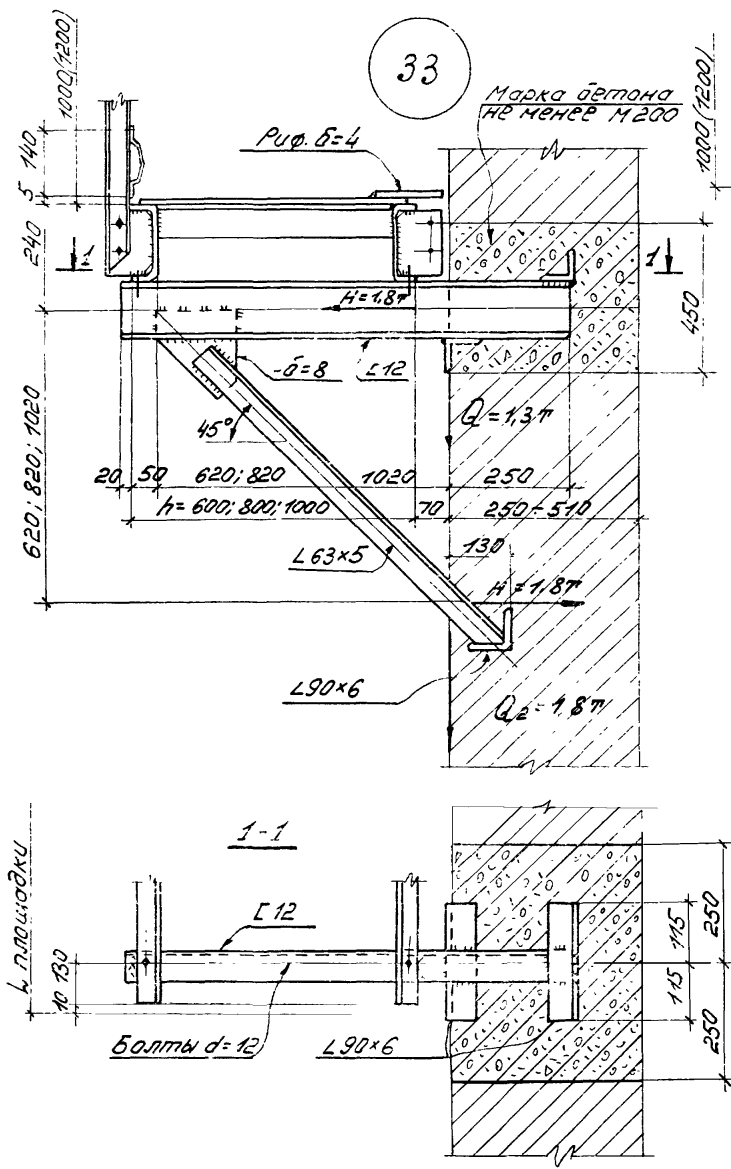 33
1000(1200)
Марка бетона
не менее М200
1000(1200)
Риф. δ=4
140
5
240
1
1
H=1,8т
450
-δ=8
[12
Q=1,3т
45°
20
50
620; 820
1020
250
h=600; 800; 1000
70
250-510
620; 820; 1020
130
L63×5
H=1,8т
L90×6
Q2=1,8т
1-1
L площадки
[12
115
250
130
10
115
250
Болты d=12
L90×6